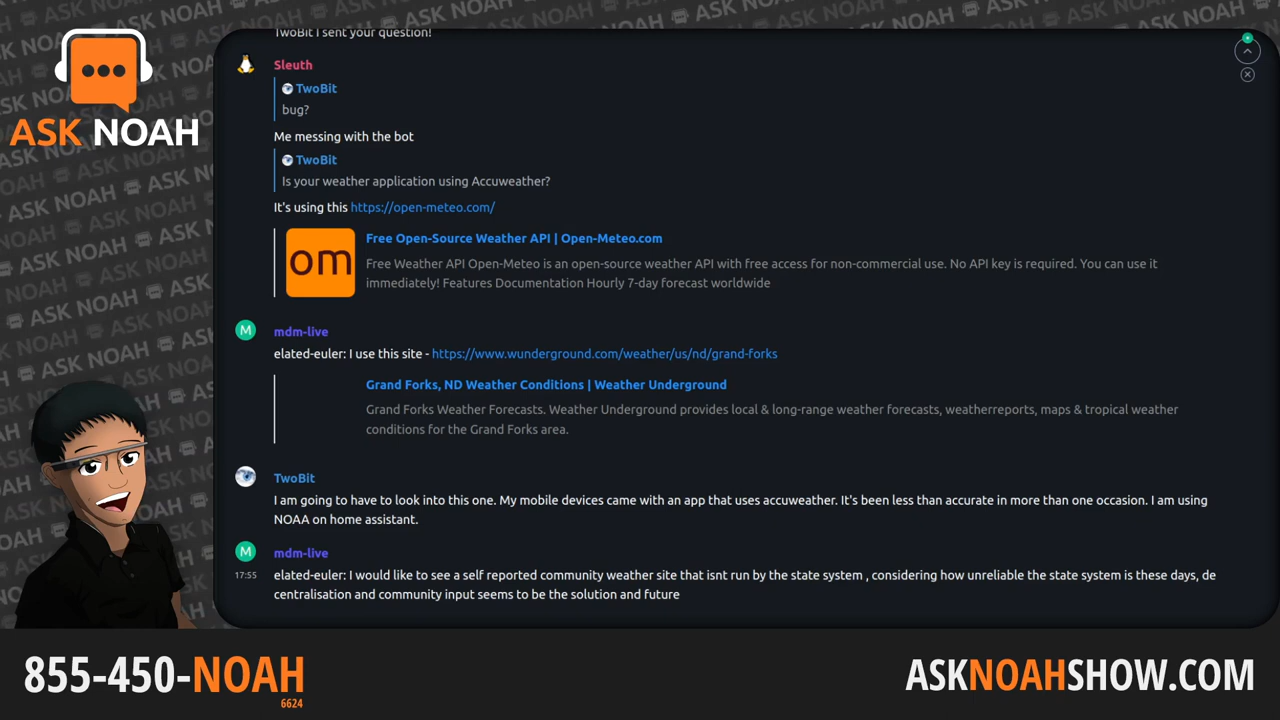 ASK NOAH
TwoBit I sent your question!
Sleuth
TwoBit
bug?
Me messing with the bot
TwoBit
Is your weather application using Accuweather?
It's using this https://open-meteo.com/
om
Free Open-Source Weather API | Open-Meteo.com
Free Weather API Open-Meteo is an open-source weather API with free access for non-commercial use. No API key is required. You can use it
immediately! Features Documentation Hourly 7-day forecast worldwide
M
mdm-live
elated-euler: I use this site - https://www.wunderground.com/weather/us/nd/grand-forks
Grand Forks, ND Weather Conditions | Weather Underground
Grand Forks Weather Forecasts. Weather Underground provides local & long-range weather forecasts, weatherreports, maps & tropical weather
conditions for the Grand Forks area.
TwoBit
I am going to have to look into this one. My mobile devices came with an app that uses accuweather. It's been less than accurate in more than one occasion. I am using
NOAA on home assistant.
M
mdm-live
17:55
elated-euler: I would like to see a self reported community weather site that isnt run by the state system , considering how unreliable the state system is these days, de
centralisation and community input seems to be the solution and future
855-450-NOAH
6624
ASKNOAHSHOW.COM